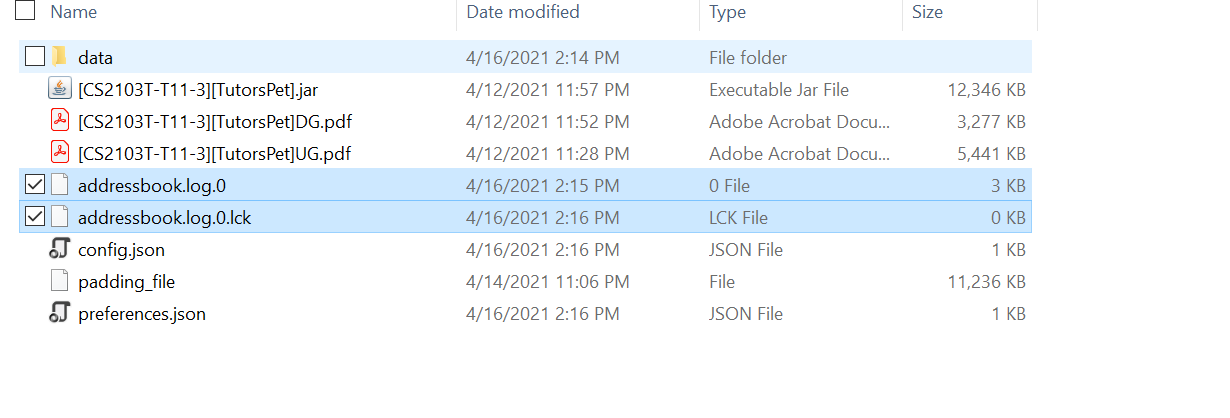 Name Date modified Type Size
data 4/16/2021 2:14 PM File folder
[CS2103T-T11-3][TutorsPet].jar 4/12/2021 11:57 PM Executable Jar File 12,346 KB
[CS2103T-T11-3][TutorsPet]DG.pdf 4/12/2021 11:52 PM Adobe Acrobat Docu... 3,277 KB
[CS2103T-T11-3][TutorsPet]UG.pdf 4/12/2021 11:28 PM Adobe Acrobat Docu... 5,441 KB
addressbook.log.0 4/16/2021 2:15 PM 0 File 3 KB
addressbook.log.0.lck 4/16/2021 2:16 PM LCK File 0 KB
config.json 4/16/2021 2:16 PM JSON File 1 KB
padding_file 4/14/2021 11:06 PM File 11,236 KB
preferences.json 4/16/2021 2:16 PM JSON File 1 KB